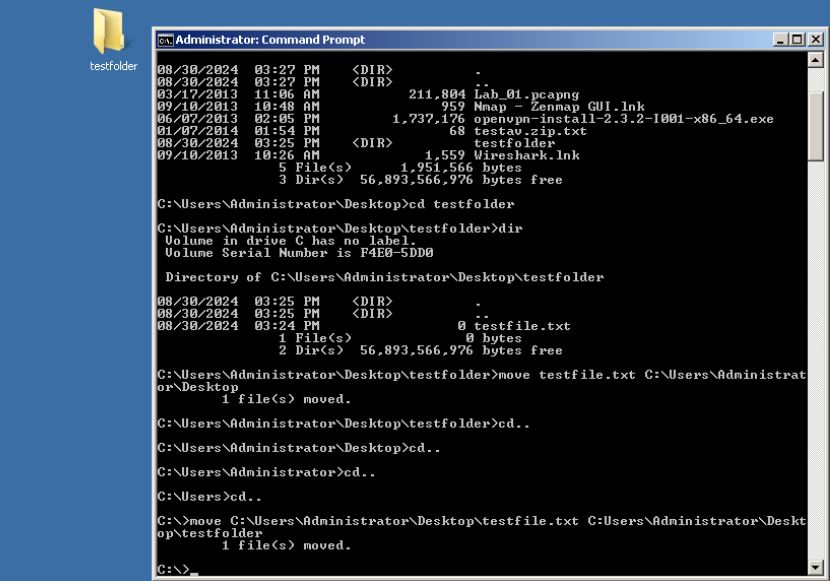 testfolder
Administrator: Command Prompt
08/30/2024  03:27 PM    <DIR>          .
08/30/2024  03:27 PM    <DIR>          ..
03/17/2013  11:06 AM           211,804 Lab_01.pcapng
09/10/2013  10:48 AM               959 Nmap - Zenmap GUI.lnk
06/07/2013  02:05 PM         1,737,176 openvpn-install-2.3.2-I001-x86_64.exe
01/07/2014  01:54 PM                68 testav.zip.txt
08/30/2024  03:25 PM    <DIR>          testfolder
09/10/2013  10:26 AM             1,559 Wireshark.lnk
               5 File(s)      1,951,566 bytes
               3 Dir(s)  56,893,566,976 bytes free
C:\Users\Administrator\Desktop>cd testfolder
C:\Users\Administrator\Desktop\testfolder>dir
 Volume in drive C has no label.
 Volume Serial Number is F4E0-5DD0
 Directory of C:\Users\Administrator\Desktop\testfolder
08/30/2024  03:25 PM    <DIR>          .
08/30/2024  03:25 PM    <DIR>          ..
08/30/2024  03:24 PM                 0 testfile.txt
               1 File(s)              0 bytes
               2 Dir(s)  56,893,566,976 bytes free
C:\Users\Administrator\Desktop\testfolder>move testfile.txt C:\Users\Administrat
or\Desktop
        1 file(s) moved.
C:\Users\Administrator\Desktop\testfolder>cd..
C:\Users\Administrator\Desktop>cd..
C:\Users\Administrator>cd..
C:\Users>cd..
C:\>move C:\Users\Administrator\Desktop\testfile.txt C:Users\Administrator\Deskt
op\testfolder
        1 file(s) moved.
C:\>_